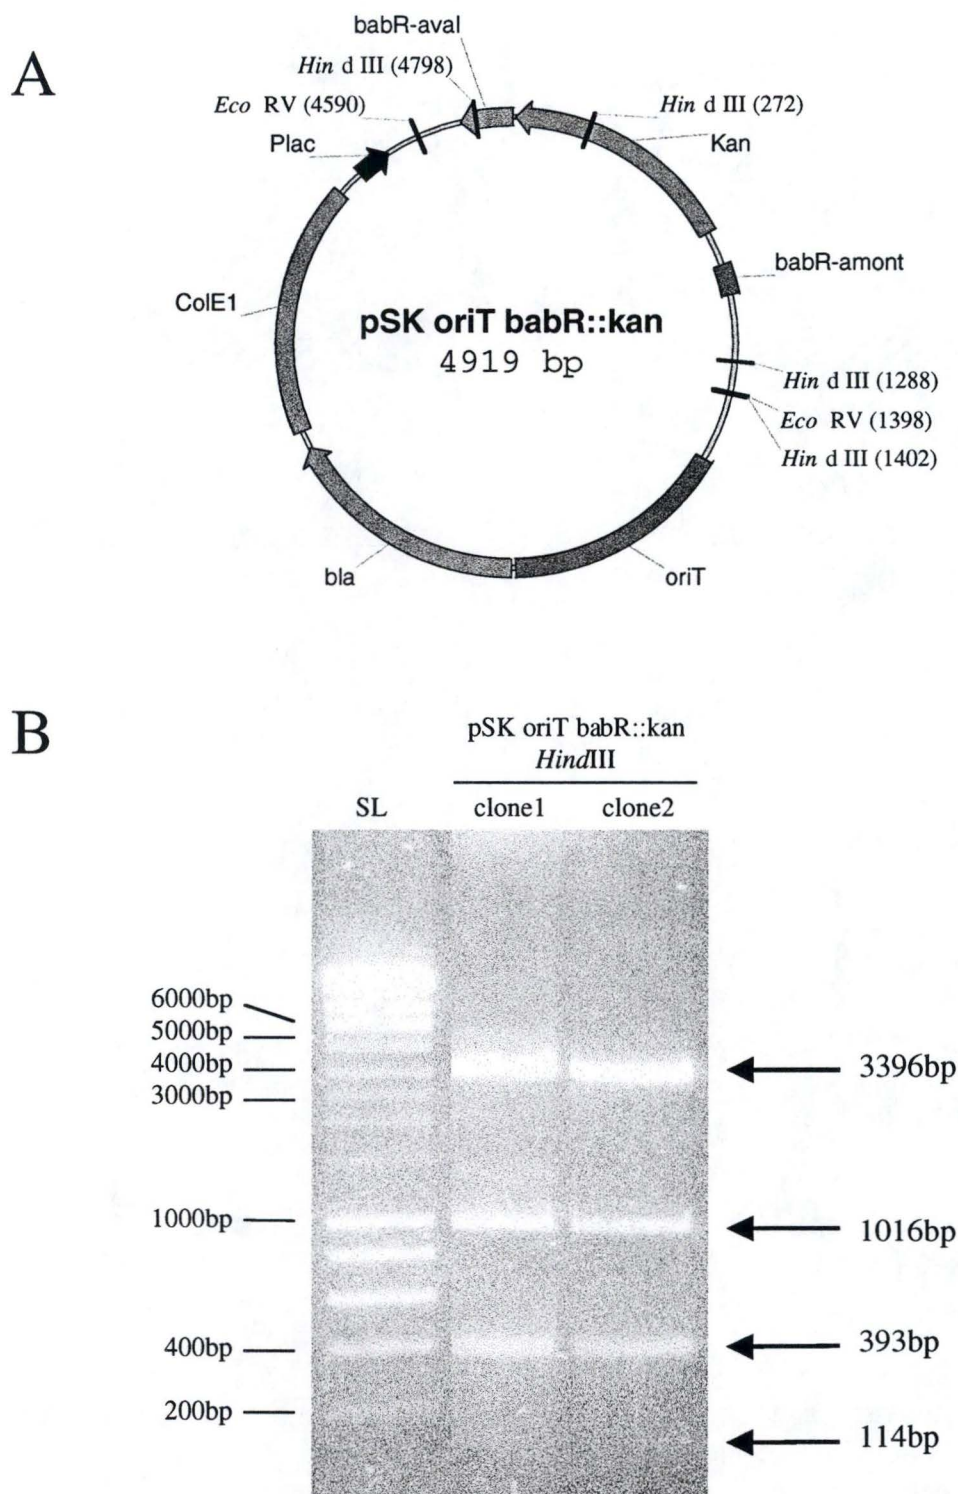 A
babR-aval
Hin d III (4798)
Eco RV (4590)
Plac
Hin d III (272)
Kan
babR-amont
ColE1
pSK oriT babR::kan
4919 bp
Hin d III (1288)
Eco RV (1398)
Hin d III (1402)
bla
oriT
B
pSK oriT babR::kan
HindIII
SL clone1 clone2
6000bp
5000bp
4000bp
3000bp
1000bp
400bp
200bp
3396bp
1016bp
393bp
114bp